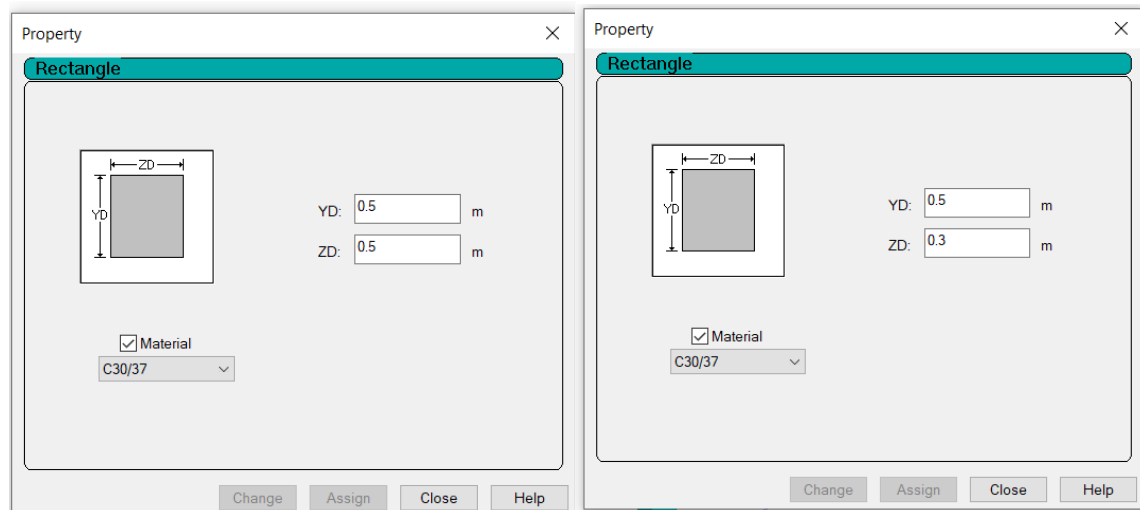 Property
Rectangle
ZD
YD
YD: 0.5 m
ZD: 0.5 m
Material
C30/37
Change Assign Close Help
Property
Rectangle
ZD
YD
YD: 0.5 m
ZD: 0.3 m
Material
C30/37
Change Assign Close Help